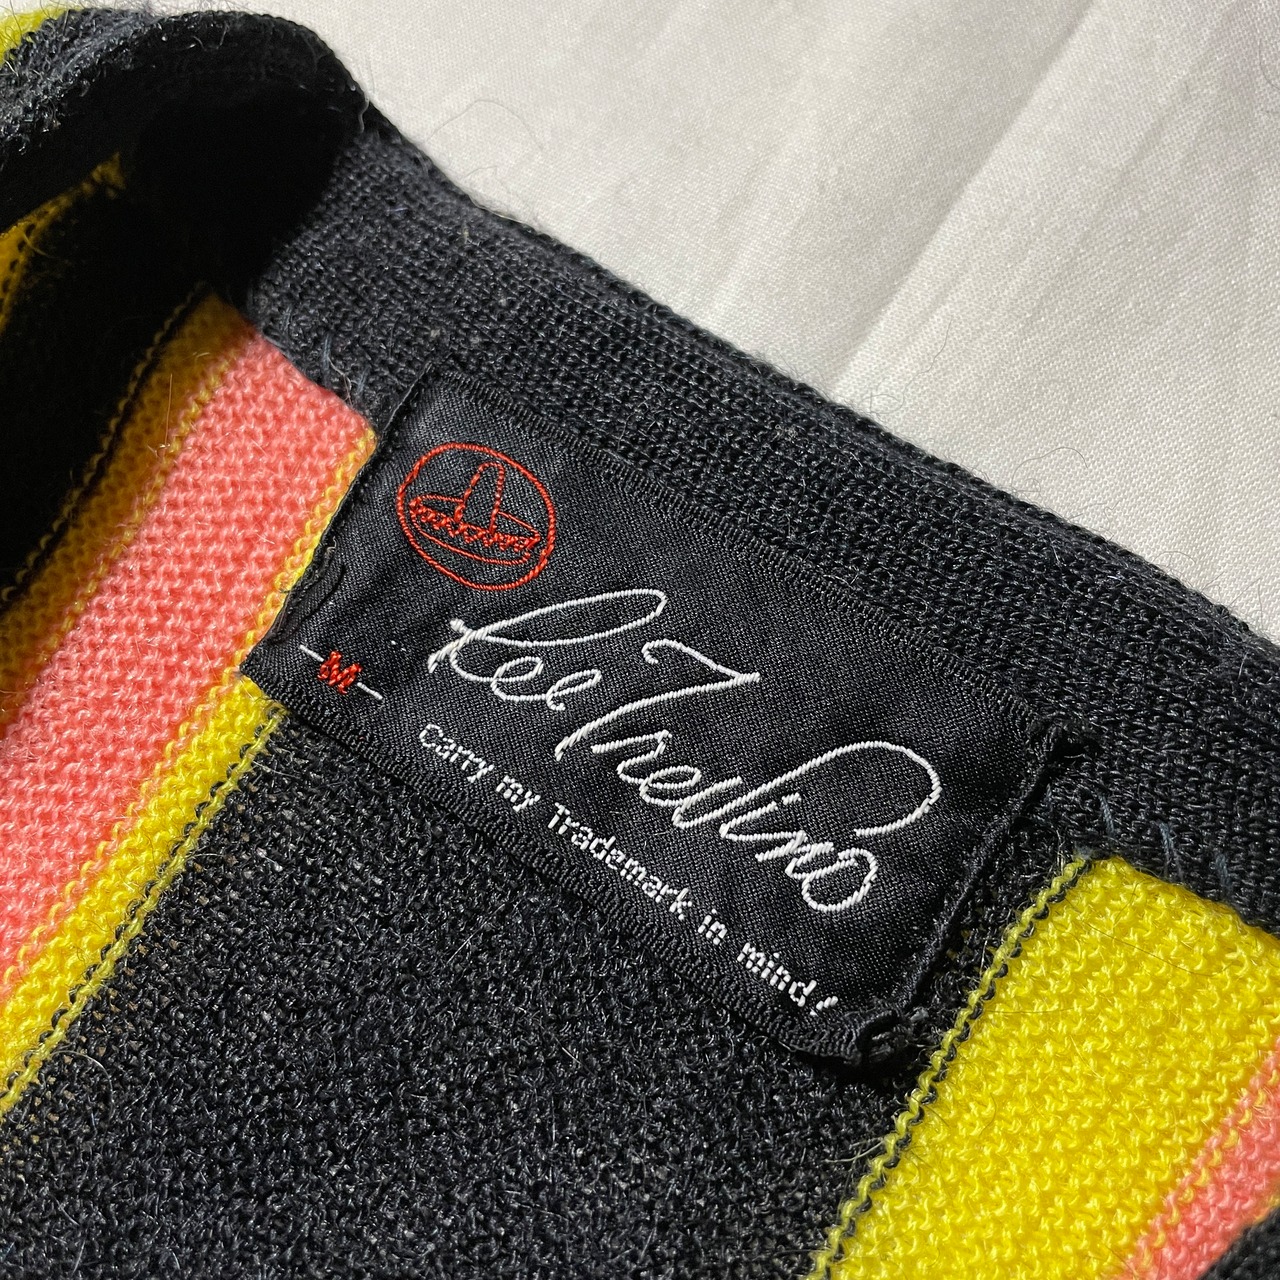 Lee Trevino
-M-
Carry my Trademark in mind!